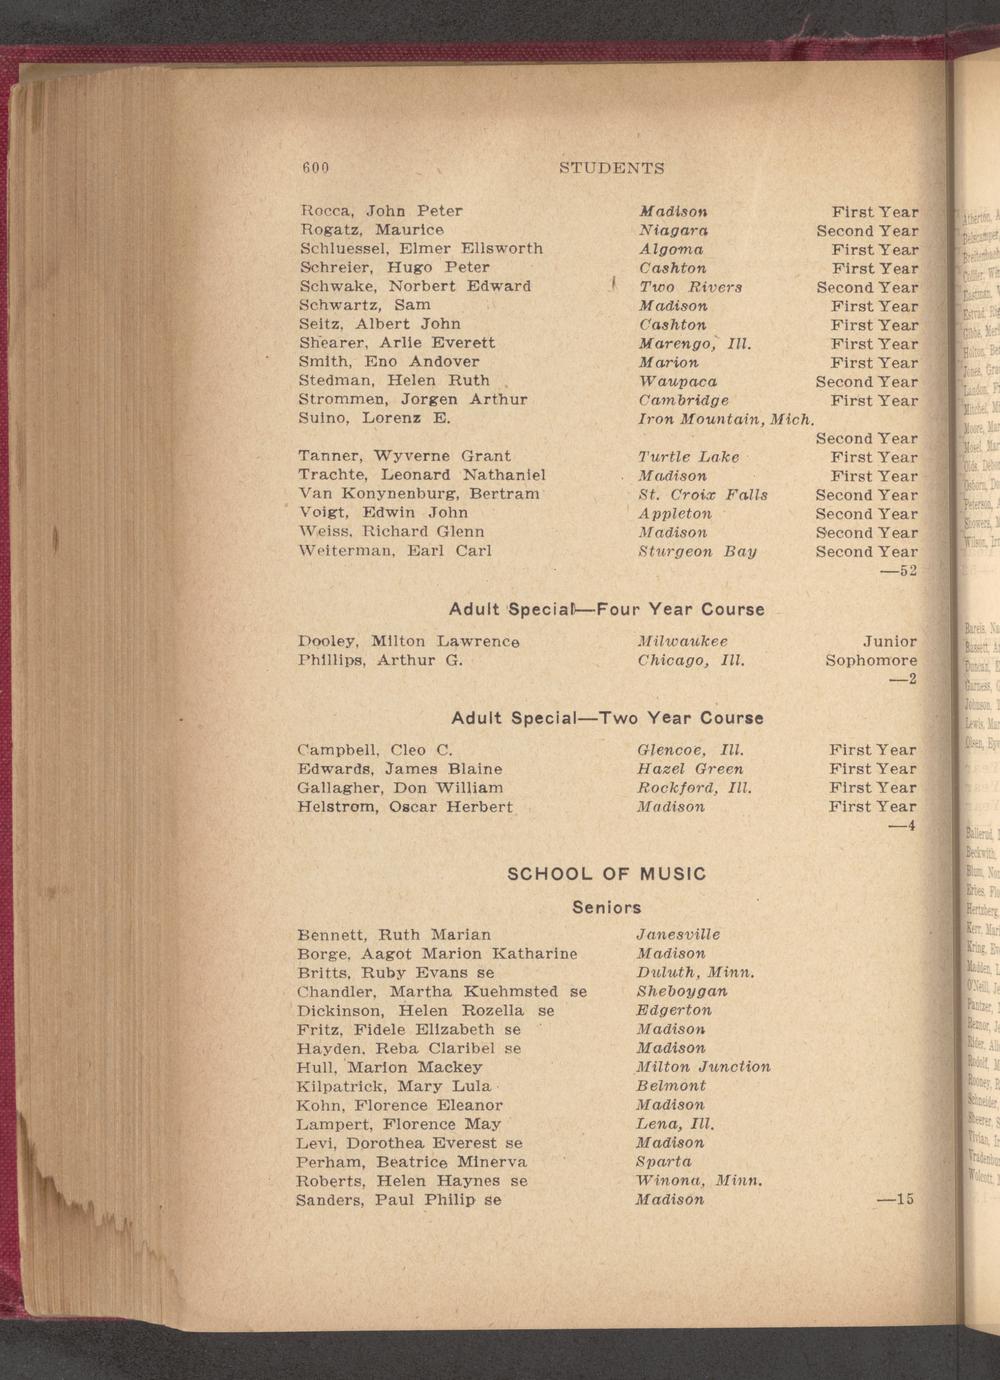 600 STUDENTS
Rocca, John Peter Madison First Year
Rogatz, Maurice Niagara Second Year
Schluessel, Elmer Ellsworth Algoma First Year
Schreier, Hugo Peter Cashton First Year
Schwake, Norbert Edward Two Rivers Second Year
Schwartz, Sam Madison First Year
Seitz, Albert John Cashton First Year
Shearer, Arlie Everett Marengo, Ill. First Year
Smith, Eno Andover Marion First Year
Stedman, Helen Ruth Waupaca Second Year
Strommen, Jorgen Arthur Cambridge First Year
Suino, Lorenz E. Iron Mountain, Mich.
Second Year
Tanner, Wyverne Grant Turtle Lake First Year
Trachte, Leonard Nathaniel Madison First Year
Van Konynenburg, Bertram St. Croix Falls Second Year
Voigt, Edwin John Appleton Second Year
Weiss, Richard Glenn Madison Second Year
Weiterman, Earl Carl Sturgeon Bay Second Year
—52
Adult Special—Four Year Course
Dooley, Milton Lawrence Milwaukee Junior
Phillips, Arthur G. Chicago, Ill. Sophomore
—2
Adult Special—Two Year Course
Campbell, Cleo C. Glencoe, Ill. First Year
Edwards, James Blaine Hazel Green First Year
Gallagher, Don William Rockford, Ill. First Year
Helstrom, Oscar Herbert Madison First Year
—4
SCHOOL OF MUSIC
Seniors
Bennett, Ruth Marian Janesville
Borge, Aagot Marion Katharine Madison
Britts, Ruby Evans se Duluth, Minn.
Chandler, Martha Kuehmsted se Sheboygan
Dickinson, Helen Rozella se Edgerton
Fritz, Fidele Elizabeth se Madison
Hayden, Reba Claribel se Madison
Hull, Marion Mackey Milton Junction
Kilpatrick, Mary Lula Belmont
Kohn, Florence Eleanor Madison
Lampert, Florence May Lena, Ill.
Levi, Dorothea Everest se Madison
Perham, Beatrice Minerva Sparta
Roberts, Helen Haynes se Winona, Minn.
Sanders, Paul Philip se Madison —15